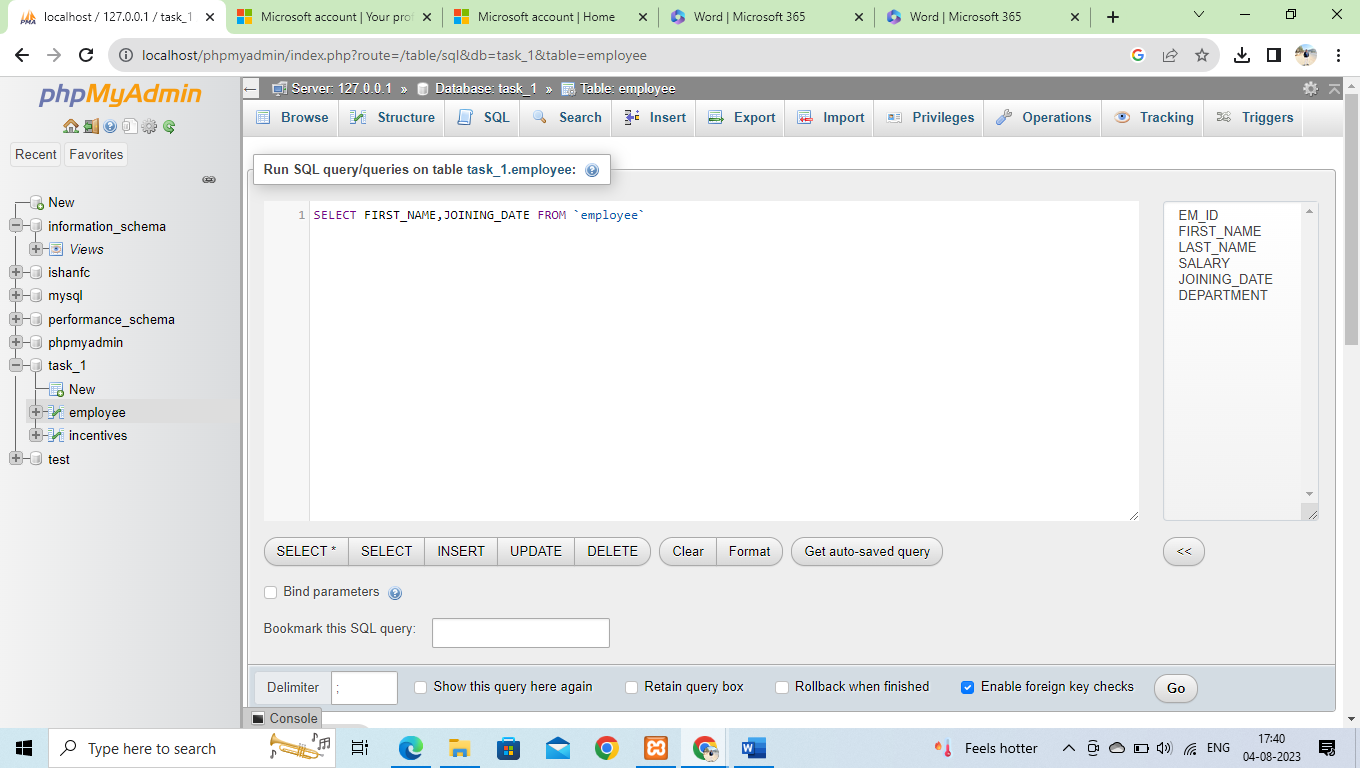 localhost / 127.0.0.1 / task_1
Microsoft account | Your prof
Microsoft account | Home
Word | Microsoft 365
Word | Microsoft 365
localhost/phpmyadmin/index.php?route=/table/sql&db=task_1&table=employee
phpMyAdmin
Recent Favorites
New
information_schema
Views
ishanfc
mysql
performance_schema
phpmyadmin
task_1
New
employee
incentives
test
Server: 127.0.0.1 » Database: task_1 » Table: employee
Browse Structure SQL Search Insert Export Import Privileges Operations Tracking Triggers
Run SQL query/queries on table task_1.employee:
1 SELECT FIRST_NAME,JOINING_DATE FROM `employee`
EM_ID
FIRST_NAME
LAST_NAME
SALARY
JOINING_DATE
DEPARTMENT
SELECT * SELECT INSERT UPDATE DELETE Clear Format Get auto-saved query <<
Bind parameters
Bookmark this SQL query:
Delimiter ; Show this query here again Retain query box Rollback when finished Enable foreign key checks Go
Console
Type here to search
Feels hotter
ENG
17:40
04-08-2023